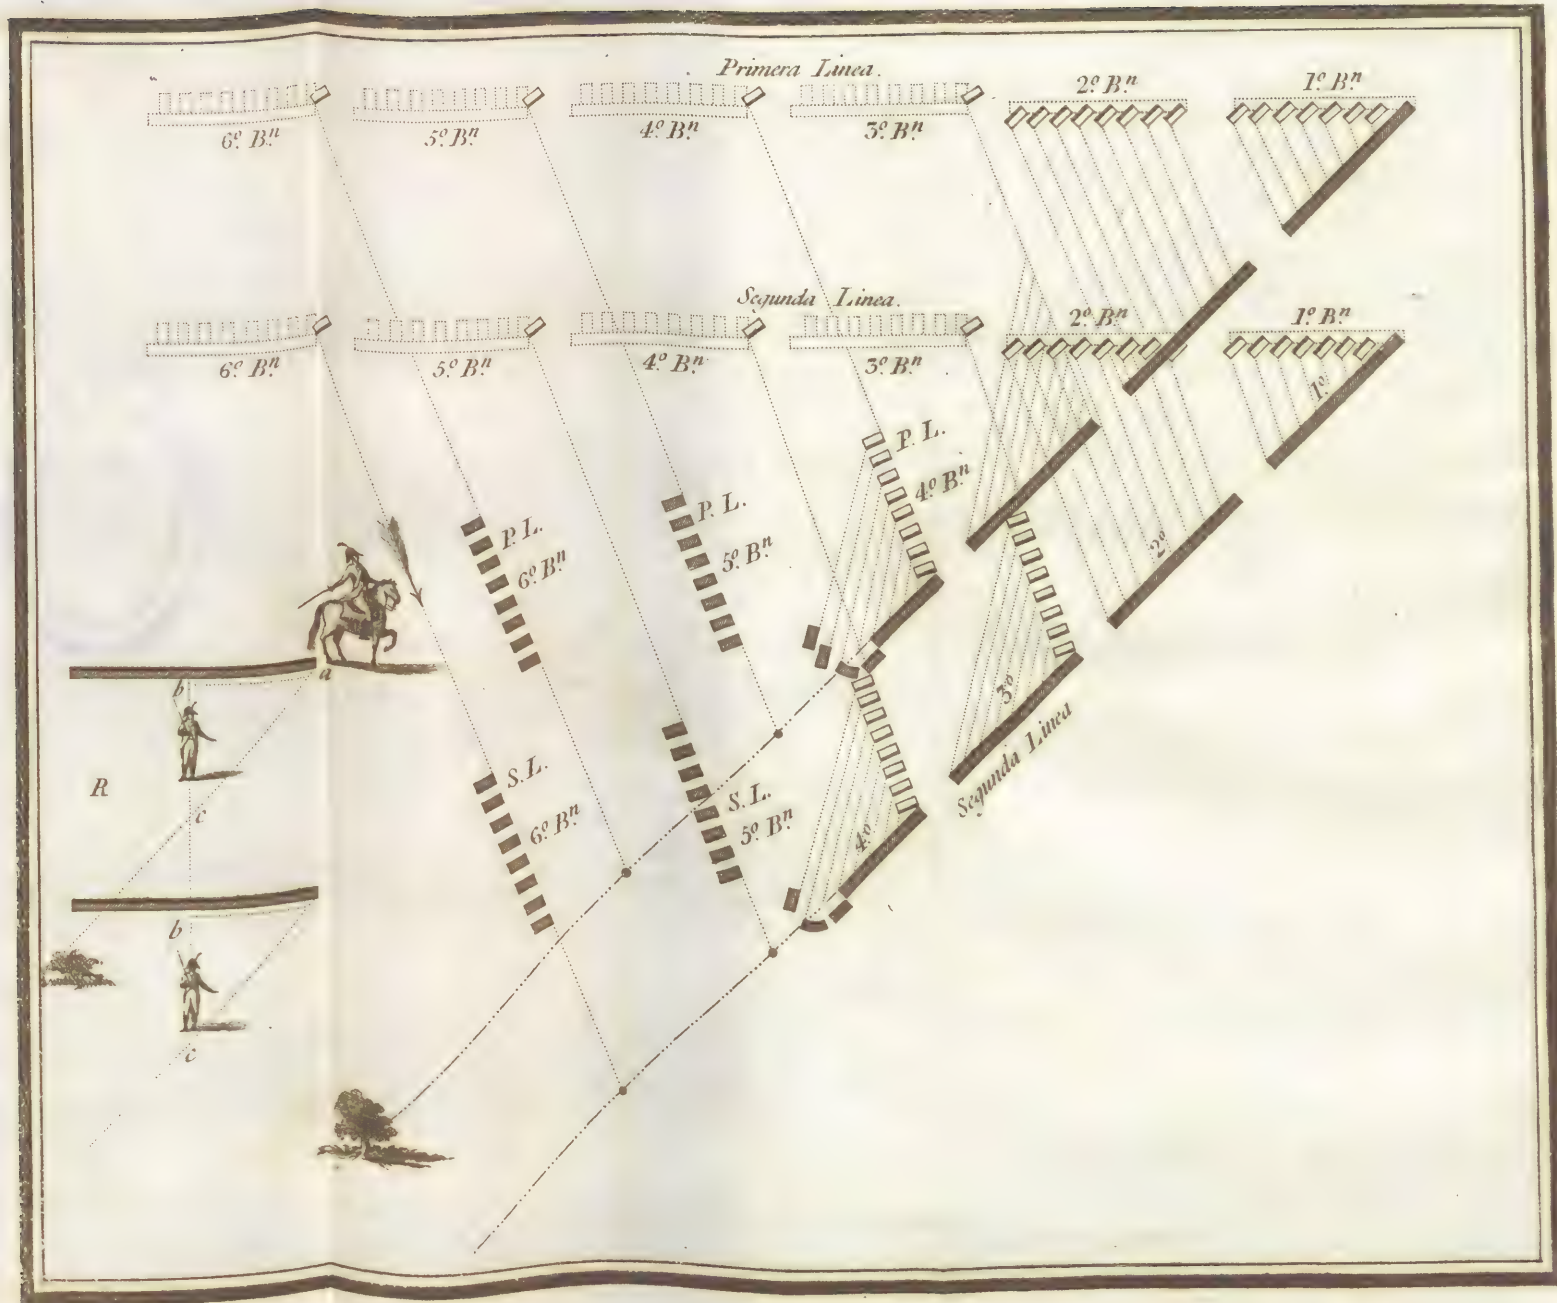 Primera Linea.
6º Bn
5º Bn
4º Bn
3º Bn
2º Bn
1º Bn
Segunda Linea.
6º Bn
5º Bn
4º Bn
3º Bn
2º Bn
1º Bn
1º
P. L.
4º Bn
P. L.
5º Bn
P. L.
6º Bn
2º
a
b
3º
Segunda Linea
R
c
S. L.
6º Bn
S. L.
5º Bn
4º
b
c